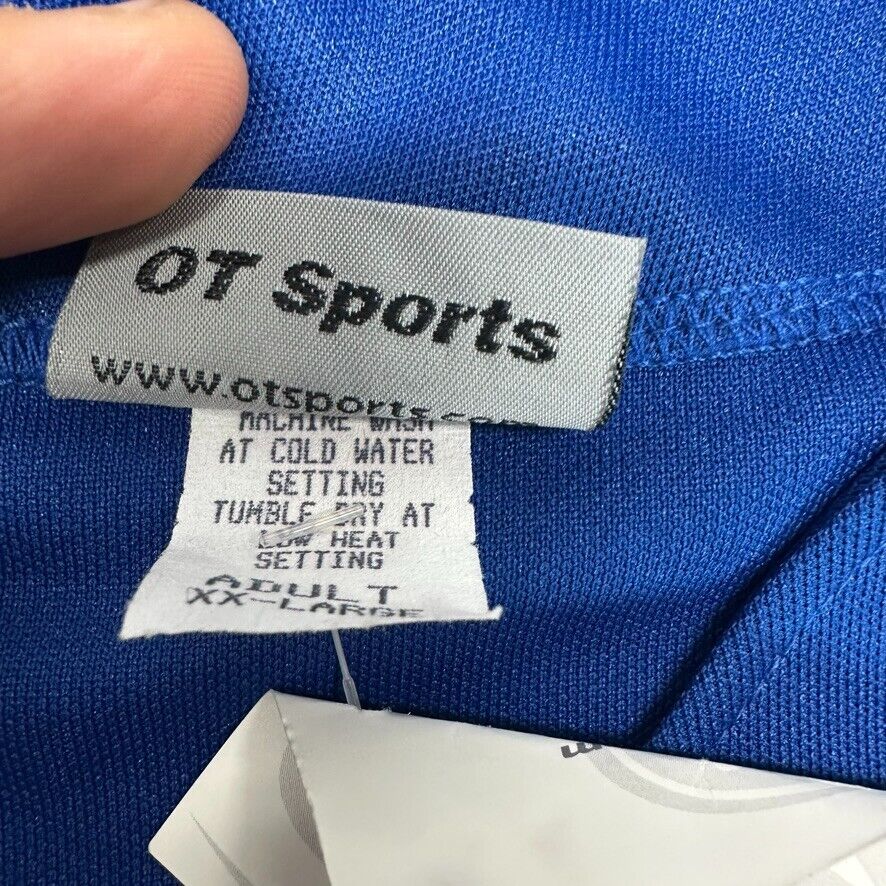 OT Sports
www.otsports.co
MACHINE WASH
AT COLD WATER
SETTING
TUMBLE DRY AT
LOW HEAT
SETTING
ADULT
XX-LARGE